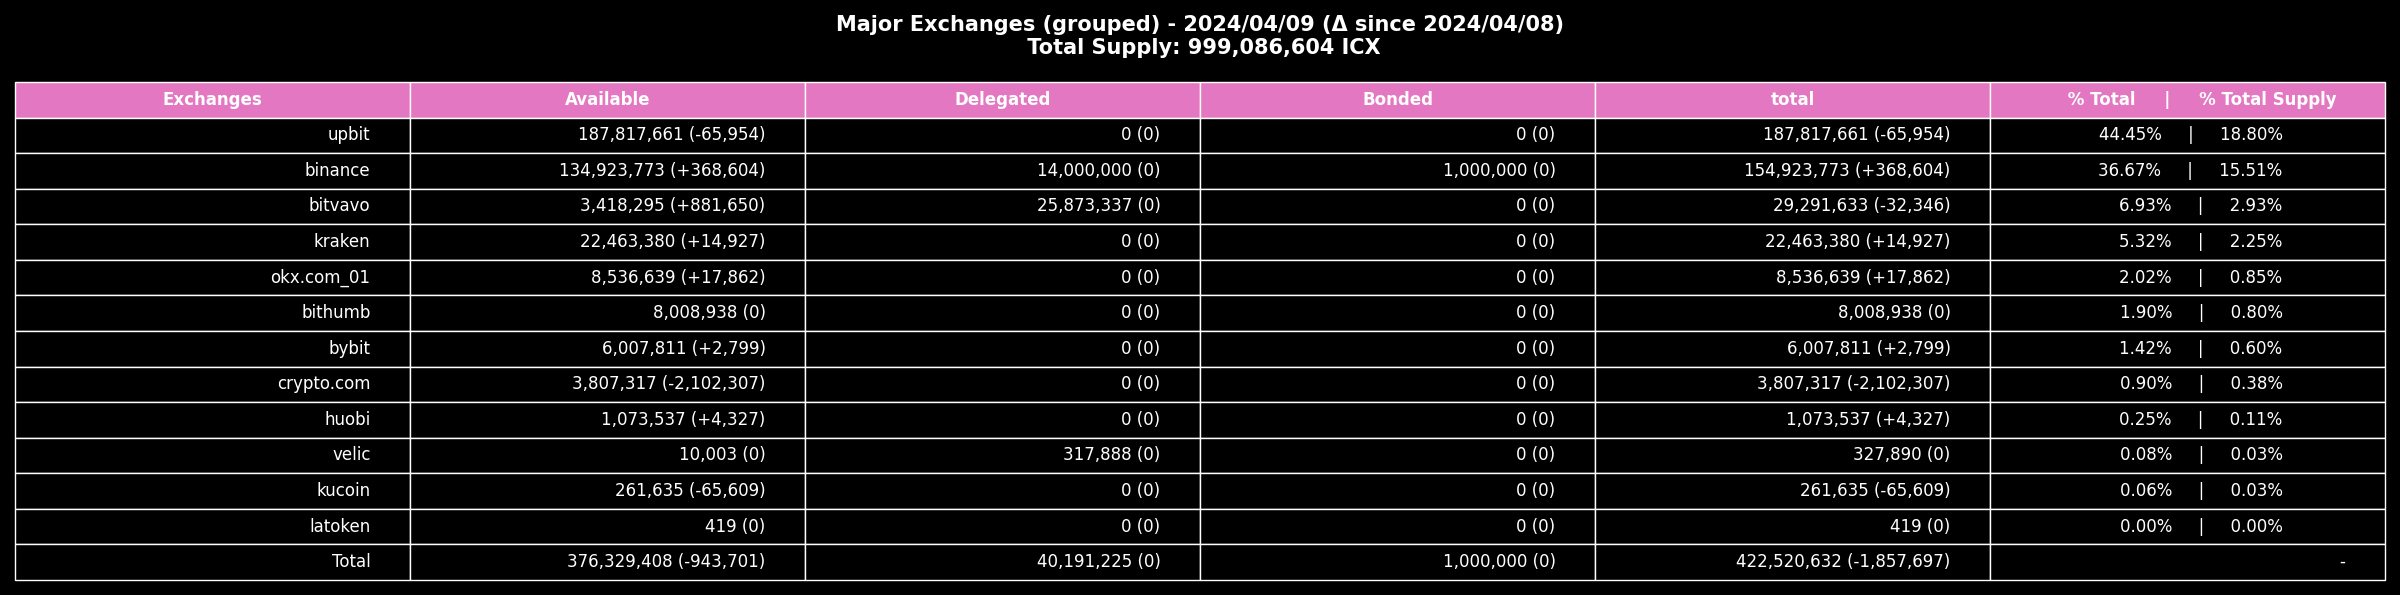 Major Exchanges (grouped) - 2024/04/09 (Δ since 2024/04/08)
Total Supply: 999,086,604 ICX
Exchanges Available Delegated Bonded total % Total | % Total Supply
upbit 187,817,661 (-65,954) 0 (0) 0 (0) 187,817,661 (-65,954) 44.45% | 18.80%
binance 134,923,773 (+368,604) 14,000,000 (0) 1,000,000 (0) 154,923,773 (+368,604) 36.67% | 15.51%
bitvavo 3,418,295 (+881,650) 25,873,337 (0) 0 (0) 29,291,633 (-32,346) 6.93% | 2.93%
kraken 22,463,380 (+14,927) 0 (0) 0 (0) 22,463,380 (+14,927) 5.32% | 2.25%
okx.com_01 8,536,639 (+17,862) 0 (0) 0 (0) 8,536,639 (+17,862) 2.02% | 0.85%
bithumb 8,008,938 (0) 0 (0) 0 (0) 8,008,938 (0) 1.90% | 0.80%
bybit 6,007,811 (+2,799) 0 (0) 0 (0) 6,007,811 (+2,799) 1.42% | 0.60%
crypto.com 3,807,317 (-2,102,307) 0 (0) 0 (0) 3,807,317 (-2,102,307) 0.90% | 0.38%
huobi 1,073,537 (+4,327) 0 (0) 0 (0) 1,073,537 (+4,327) 0.25% | 0.11%
velic 10,003 (0) 317,888 (0) 0 (0) 327,890 (0) 0.08% | 0.03%
kucoin 261,635 (-65,609) 0 (0) 0 (0) 261,635 (-65,609) 0.06% | 0.03%
latoken 419 (0) 0 (0) 0 (0) 419 (0) 0.00% | 0.00%
Total 376,329,408 (-943,701) 40,191,225 (0) 1,000,000 (0) 422,520,632 (-1,857,697) -